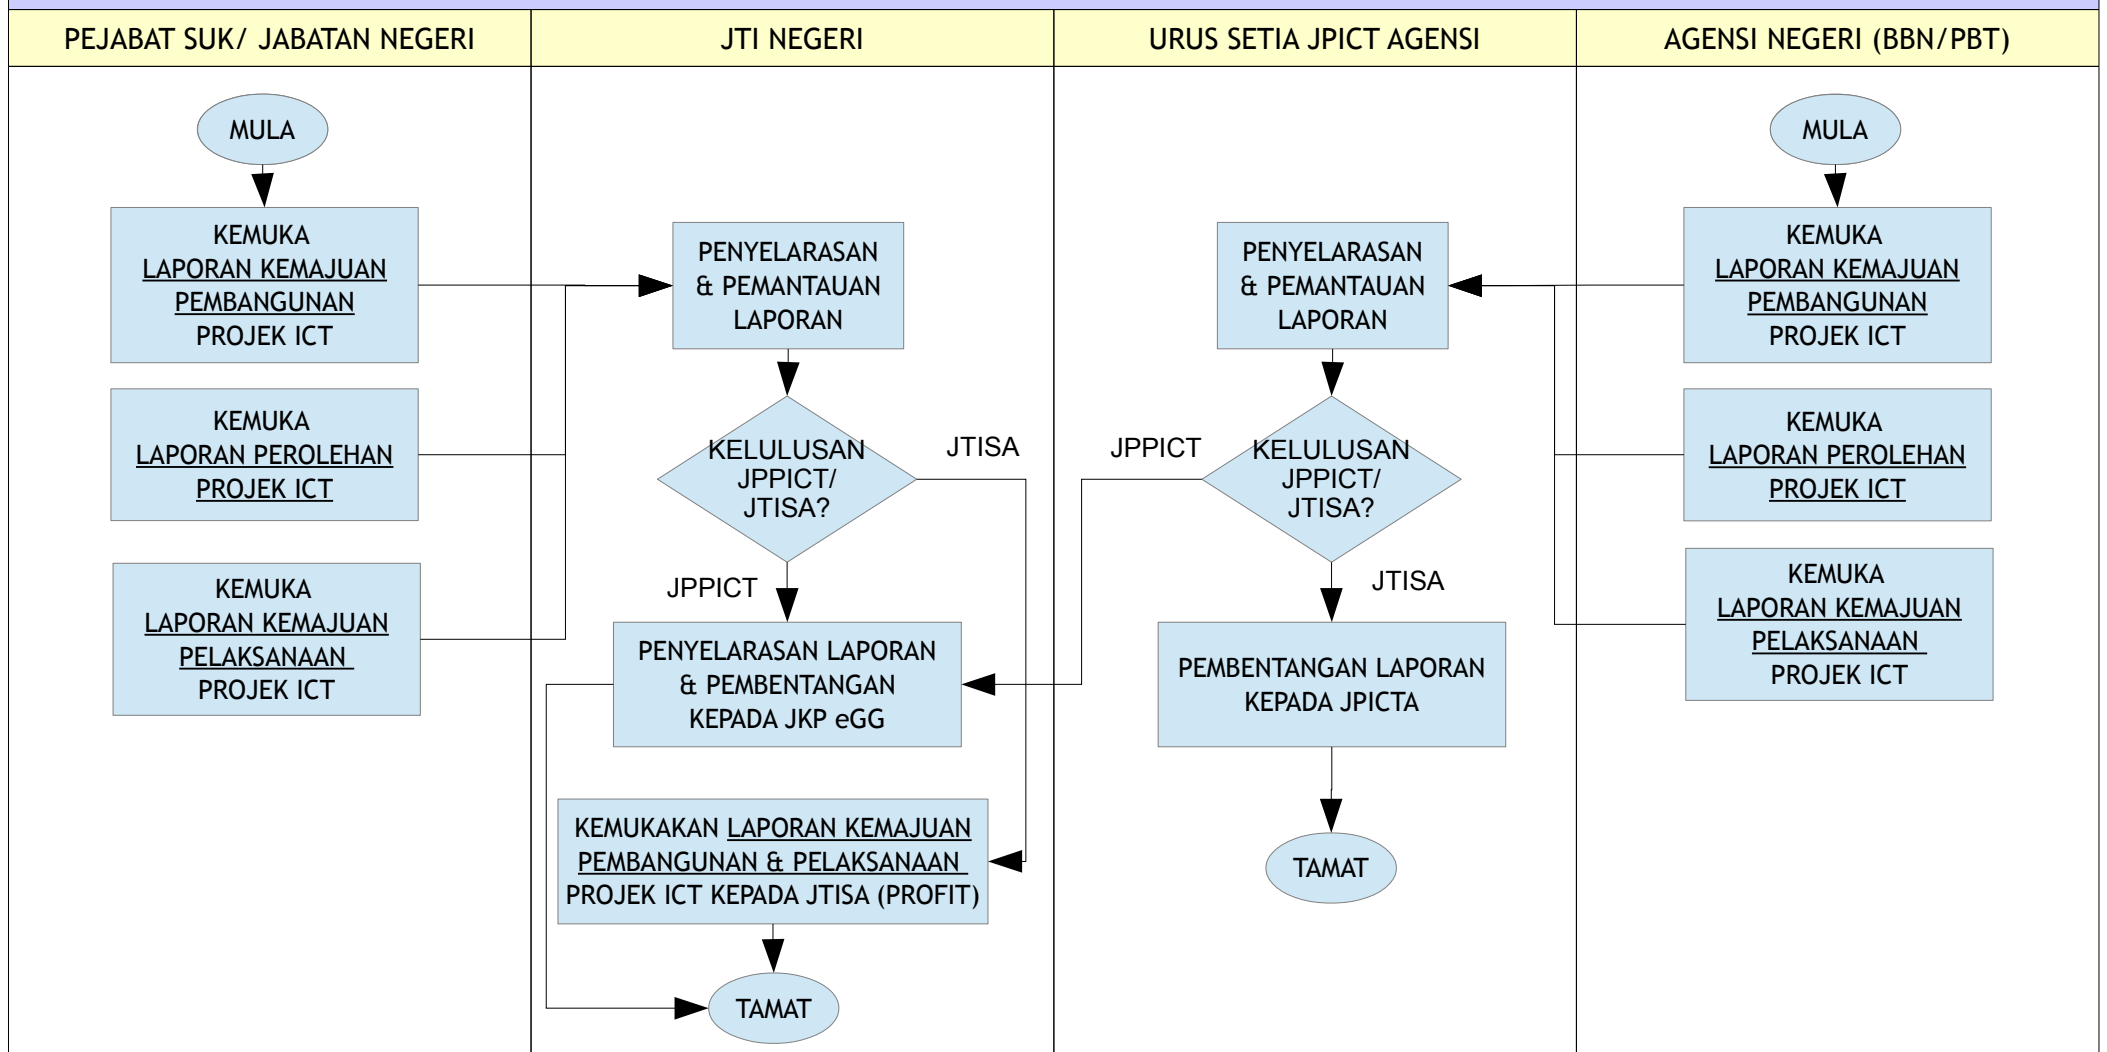 PEJABAT SUK/ JABATAN NEGERI
JTI NEGERI
URUS SETIA JPICT AGENSI
AGENSI NEGERI (BBN/PBT)
MULA
KEMUKA
LAPORAN KEMAJUAN
PEMBANGUNAN
PROJEK ICT
KEMUKA
LAPORAN PEROLEHAN
PROJEK ICT
KEMUKA
LAPORAN KEMAJUAN
PELAKSANAAN
PROJEK ICT
PENYELARASAN
& PEMANTAUAN
LAPORAN
KELULUSAN
JPPICT/
JTISA?
JTISA
JPPICT
PENYELARASAN LAPORAN
& PEMBENTANGAN
KEPADA JKP eGG
KEMUKAKAN LAPORAN KEMAJUAN
PEMBANGUNAN & PELAKSANAAN
PROJEK ICT KEPADA JTISA (PROFIT)
TAMAT
PENYELARASAN
& PEMANTAUAN
LAPORAN
JPPICT
KELULUSAN
JPPICT/
JTISA?
JTISA
PEMBENTANGAN LAPORAN
KEPADA JPICTA
TAMAT
MULA
KEMUKA
LAPORAN KEMAJUAN
PEMBANGUNAN
PROJEK ICT
KEMUKA
LAPORAN PEROLEHAN
PROJEK ICT
KEMUKA
LAPORAN KEMAJUAN
PELAKSANAAN
PROJEK ICT